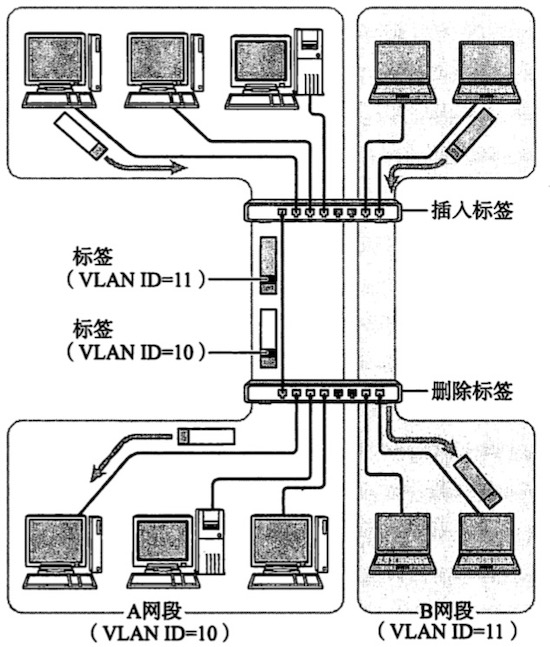 插入标签
标签
（VLAN ID=11）
标签
（VLAN ID=10）
删除标签
A网段
（VLAN ID=10）
B网段
（VLAN ID=11）